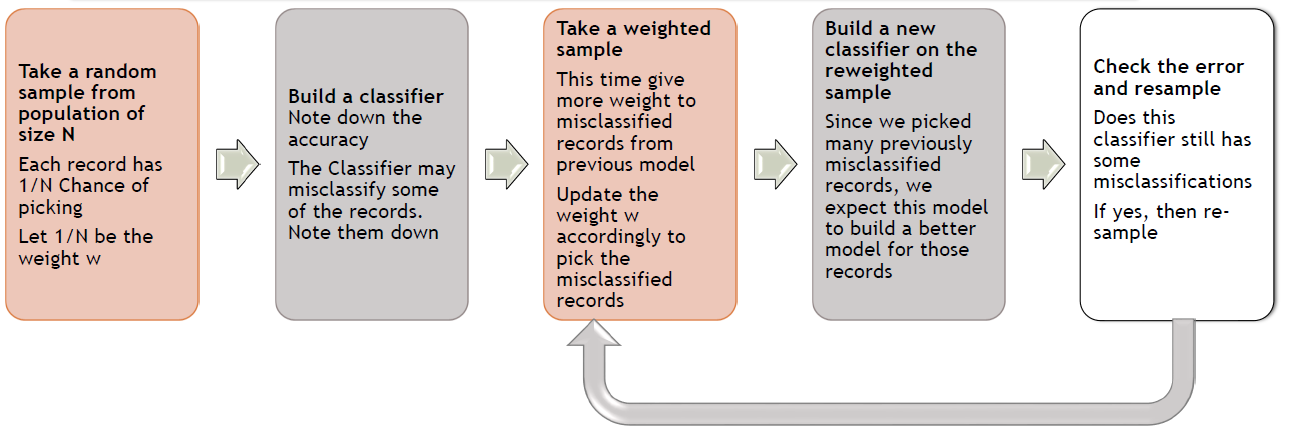 Take a random
sample from
population of
size N
Each record has
1/N Chance of
picking
Let 1/N be the
weight w
Build a classifier
Note down the
accuracy
The Classifier may
misclassify some
of the records.
Note them down
Take a weighted
sample
This time give
more weight to
misclassified
records from
previous model
Update the
weight w
accordingly to
pick the
misclassified
records
Build a new
classifier on the
reweighted
sample
Since we picked
many previously
misclassified
records, we
expect this model
to build a better
model for those
records
Check the error
and resample
Does this
classifier still has
some
misclassifications
If yes, then re-
sample